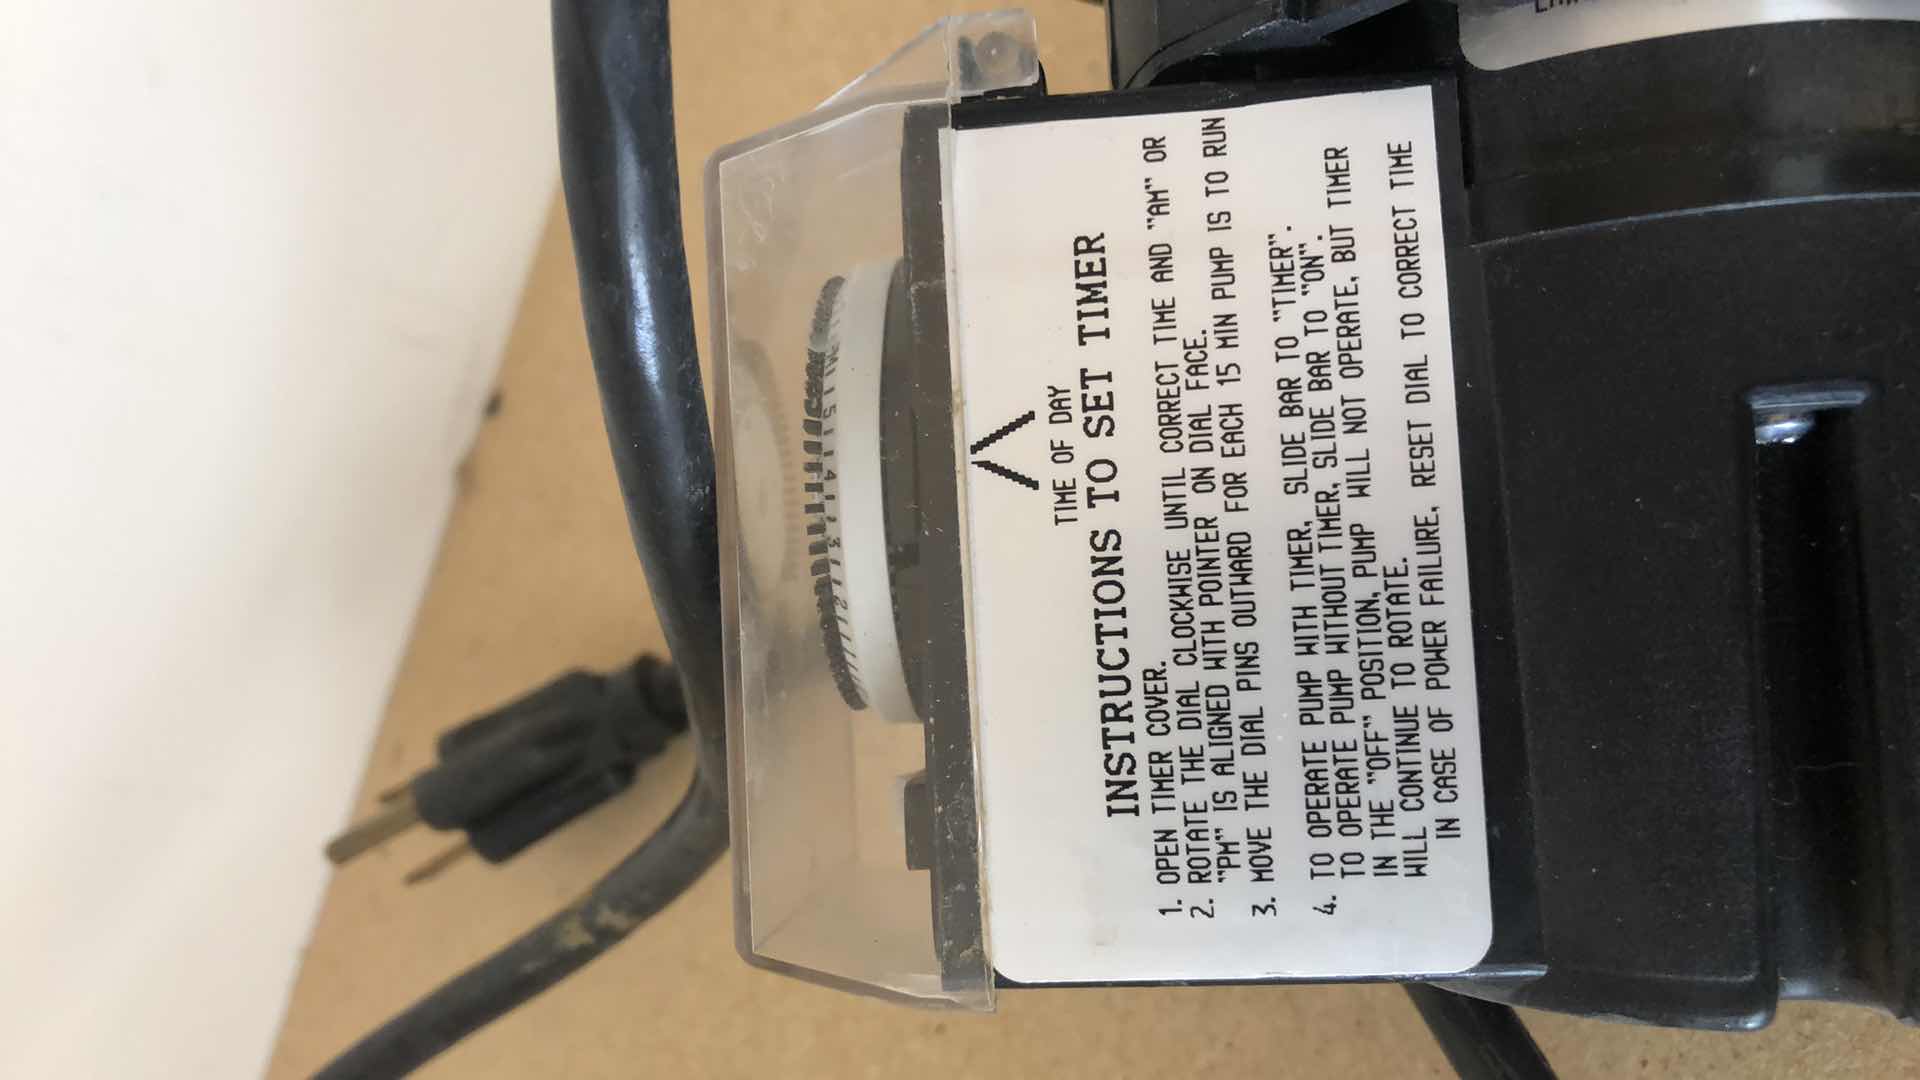 TIME OF DAY
INSTRUCTIONS TO SET TIMER
1. OPEN TIMER COVER.
2. ROTATE THE DIAL CLOCKWISE UNTIL CORRECT TIME AND "AM" OR
"PM" IS ALIGNED WITH POINTER ON DIAL FACE.
3. MOVE THE DIAL PINS OUTWARD FOR EACH 15 MIN PUMP IS TO RUN
4. TO OPERATE PUMP WITH TIMER, SLIDE BAR TO "TIMER".
TO OPERATE PUMP WITHOUT TIMER, SLIDE BAR TO "ON".
IN THE "OFF" POSITION, PUMP WILL NOT OPERATE, BUT TIMER
WILL CONTINUE TO ROTATE.
IN CASE OF POWER FAILURE, RESET DIAL TO CORRECT TIME
5 4 3 2